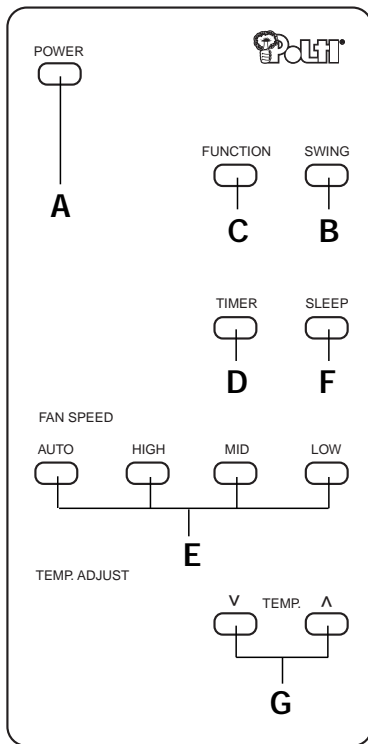 POWER
Polti
A
FUNCTION SWING
C B
TIMER SLEEP
D F
FAN SPEED
AUTO HIGH MID LOW
E
TEMP. ADJUST
V TEMP. Λ
G